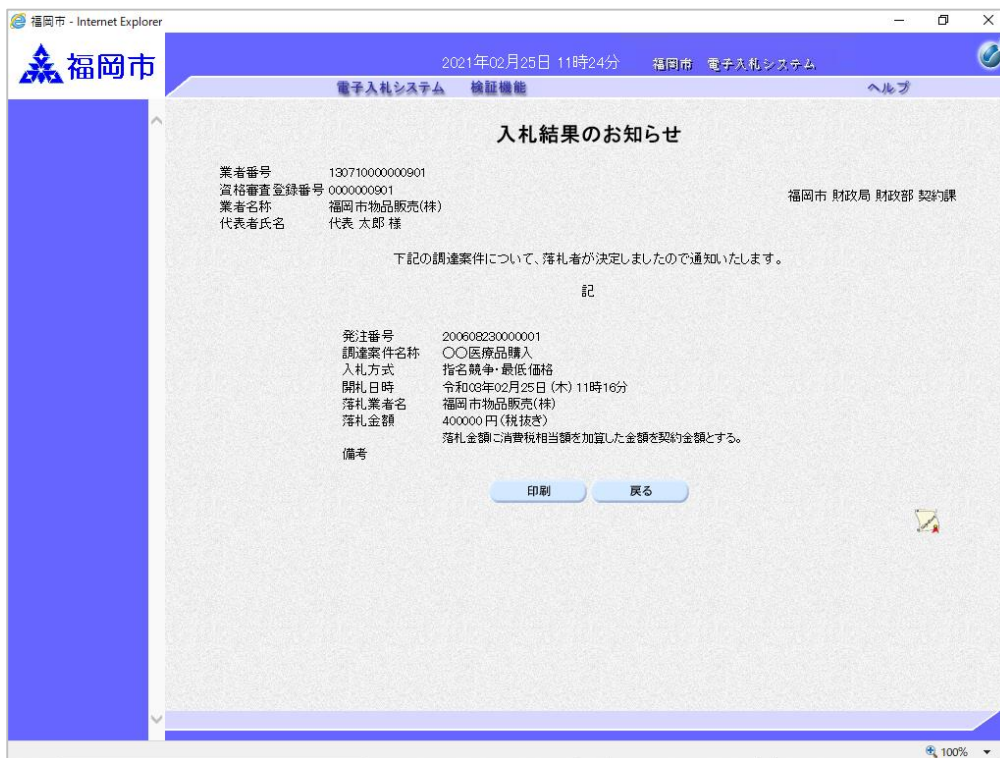 福岡市 - Internet Explorer
福岡市
2021年02月25日 11時24分 福岡市 電子入札システム
電子入札システム 検証機能 ヘルプ
入札結果のお知らせ
業者番号 130710000000901
資格審査登録番号 0000000901
福岡市 財政局 財政部 契約課
業者名称 福岡市物品販売(株)
代表者氏名 代表 太郎 様
下記の調達案件について、落札者が決定しましたので通知いたします。
記
発注番号 200608230000001
調達案件名称 〇〇医療品購入
入札方式 指名競争・最低価格
開札日時 令和03年02月25日 (木) 11時16分
落札業者名 福岡市物品販売(株)
落札金額 400000 円(税抜き)
落札金額に消費税相当額を加算した金額を契約金額とする。
備考
印刷 戻る
100%